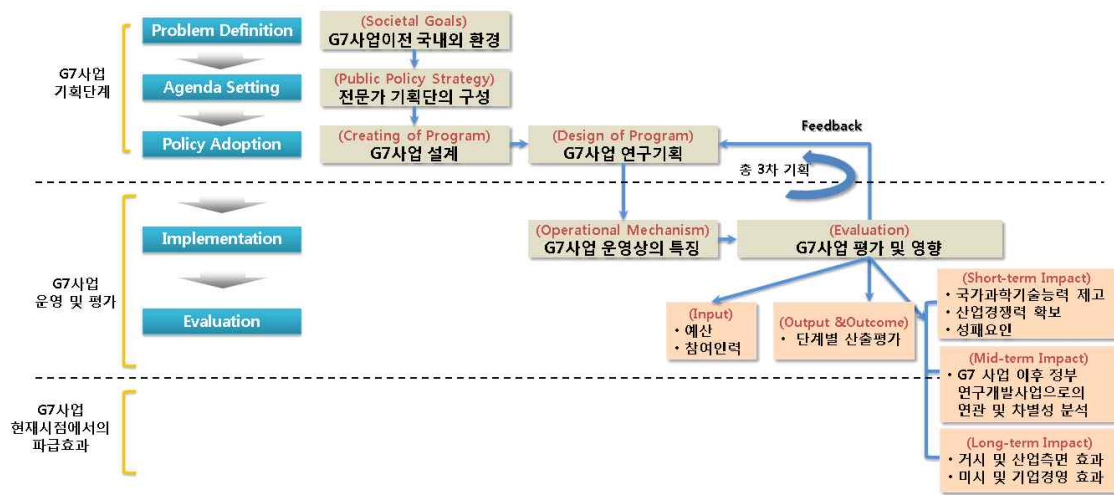 G7사업
기획단계
Problem Definition
Agenda Setting
Policy Adoption
(Societal Goals)
G7사업이전 국내외 환경
(Public Policy Strategy)
전문가 기획단의 구성
(Creating of Program)
G7사업 설계
(Design of Program)
G7사업 연구기획
Feedback
총 3차 기획
G7사업
운영 및 평가
Implementation
Evaluation
(Operational Mechanism)
G7사업 운영상의 특징
(Evaluation)
G7사업 평가 및 영향
(Input)
• 예산
• 참여인력
(Output &Outcome)
• 단계별 산출평가
(Short-term Impact)
• 국가과학기술능력 제고
• 산업경쟁력 확보
• 성패요인
(Mid-term Impact)
• G7 사업 이후 정부
연구개발사업으로의
연관 및 차별성 분석
G7사업
현재시점에서의
파급효과
(Long-term Impact)
• 거시 및 산업측면 효과
• 미시 및 기업경영 효과